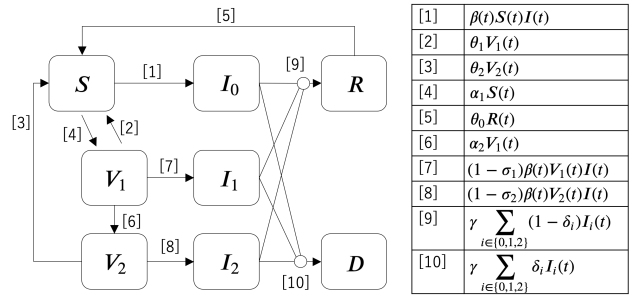 [5]
S
[1]
I₀
[9]
R
[3]
[4]
[2]
V₁
[7]
I₁
[6]
V₂
[8]
I₂
[10]
D
[1] β(t)S(t)I(t)
[2] θ₁V₁(t)
[3] θ₂V₂(t)
[4] α₁S(t)
[5] θ₀R(t)
[6] α₂V₁(t)
[7] (1 − σ₁)β(t)V₁(t)I(t)
[8] (1 − σ₂)β(t)V₂(t)I(t)
[9] γ ∑ (1 − δᵢ)Iᵢ(t)
i∈{0,1,2}
[10] γ ∑ δᵢIᵢ(t)
i∈{0,1,2}